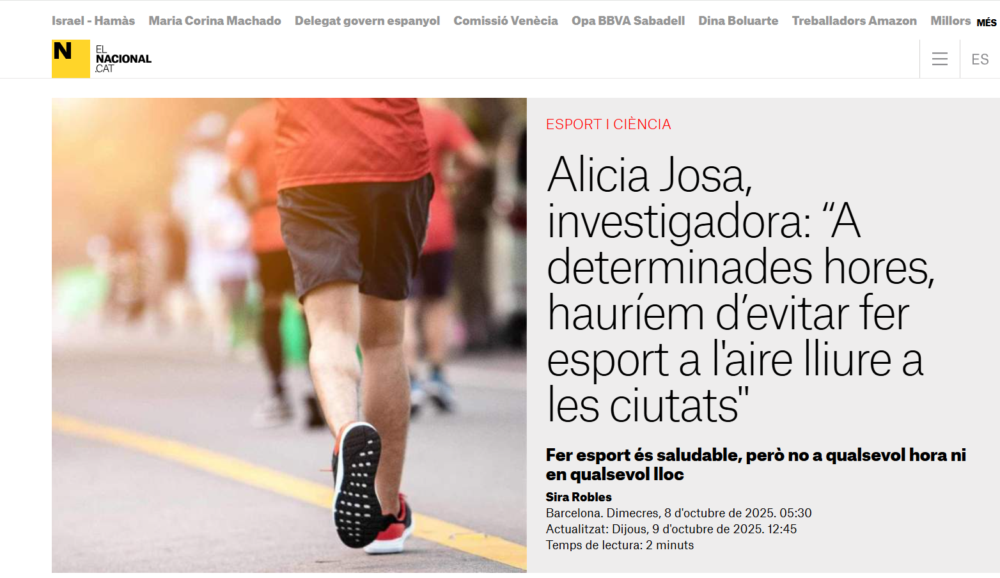 Israel - Hamàs Maria Corina Machado Delegat govern espanyol Comissió Venècia Opa BBVA Sabadell Dina Boluarte Treballadors Amazon Millors MÉS
N
EL
NACIONAL
.CAT
ES
ESPORT I CIÈNCIA
Alicia Josa,
investigadora: “A
determinades hores,
hauríem d’evitar fer
esport a l'aire lliure a
les ciutats"
Fer esport és saludable, però no a qualsevol hora ni
en qualsevol lloc
Sira Robles
Barcelona. Dimecres, 8 d'octubre de 2025. 05:30
Actualitzat: Dijous, 9 d'octubre de 2025. 12:45
Temps de lectura: 2 minuts